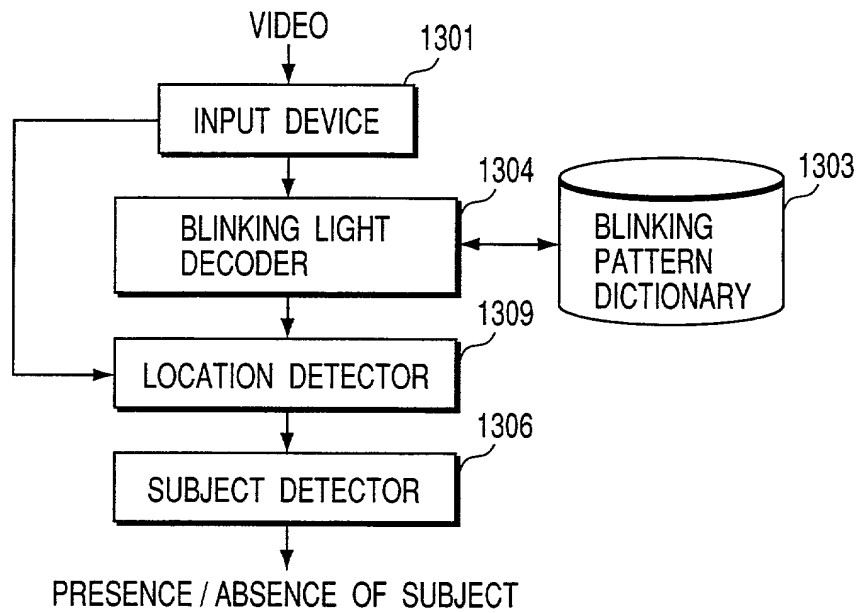 VIDEO
1301
INPUT DEVICE
1304
BLINKING LIGHT
DECODER
1303
BLINKING
PATTERN
DICTIONARY
1309
LOCATION DETECTOR
1306
SUBJECT DETECTOR
PRESENCE/ABSENCE OF SUBJECT